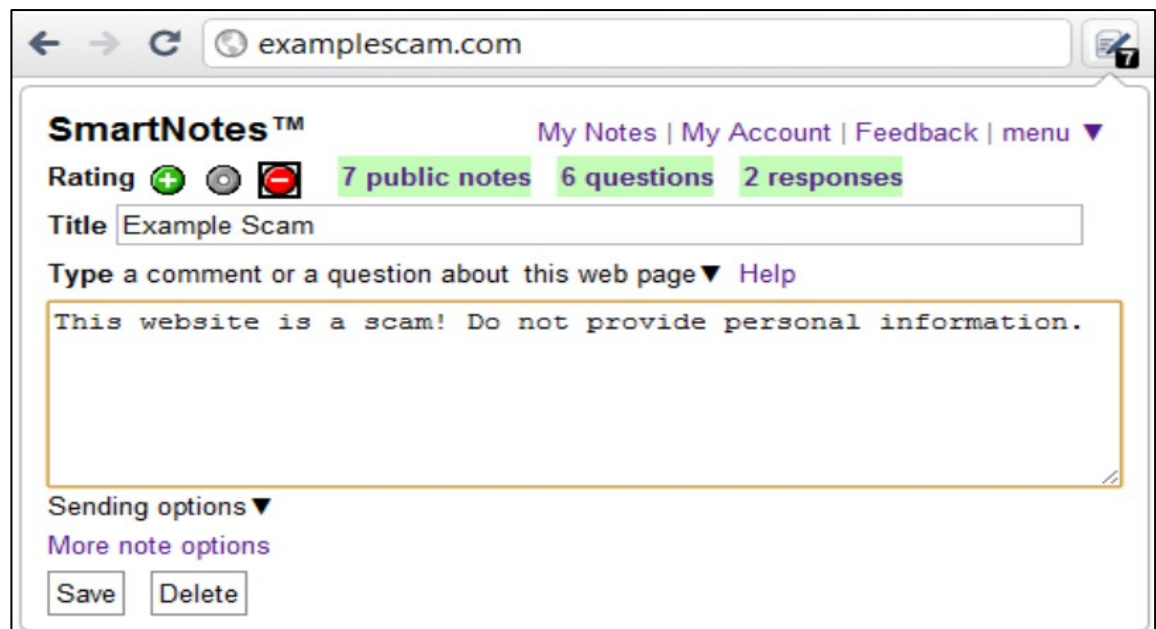 examplescam.com
7
SmartNotes™
My Notes | My Account | Feedback | menu ▼
Rating 7 public notes 6 questions 2 responses
Title Example Scam
Type a comment or a question about this web page▼ Help
This website is a scam! Do not provide personal information.
Sending options▼
More note options
Save Delete